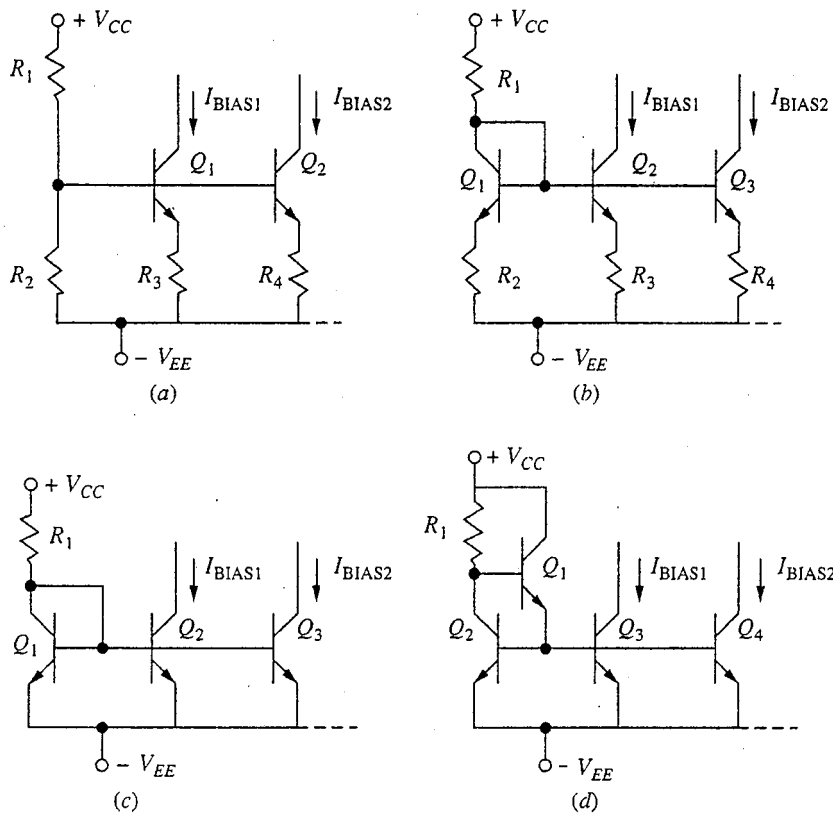 + V_CC
R_1
I_BIAS1
I_BIAS2
Q_1
Q_2
R_2
R_3
R_4
− V_EE
(a)
+ V_CC
R_1
I_BIAS1
I_BIAS2
Q_1
Q_2
Q_3
R_2
R_3
R_4
− V_EE
(b)
+ V_CC
R_1
I_BIAS1
I_BIAS2
Q_1
Q_2
Q_3
− V_EE
(c)
+ V_CC
R_1
Q_1
I_BIAS1
I_BIAS2
Q_2
Q_3
Q_4
− V_EE
(d)